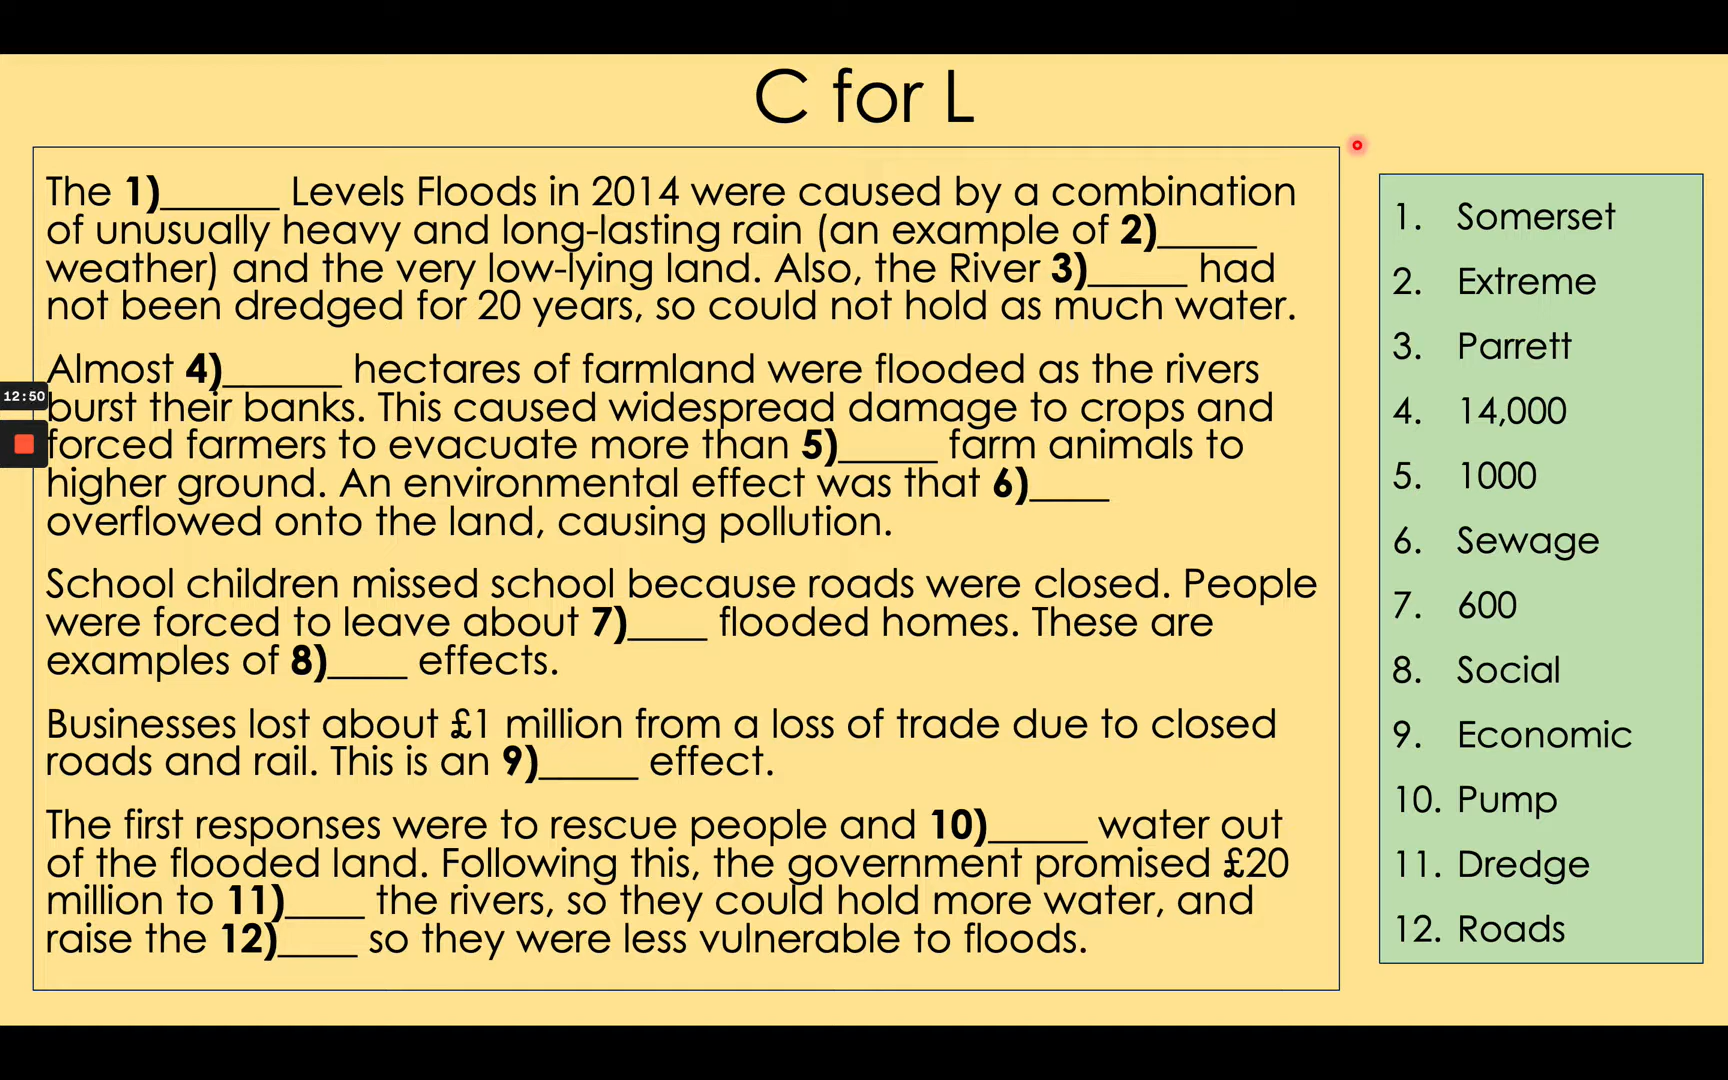 C for L
The 1)______ Levels Floods in 2014 were caused by a combination
of unusually heavy and long-lasting rain (an example of 2)_____
weather) and the very low-lying land. Also, the River 3)_____ had
not been dredged for 20 years, so could not hold as much water.
Almost 4)______ hectares of farmland were flooded as the rivers
burst their banks. This caused widespread damage to crops and
forced farmers to evacuate more than 5)_____ farm animals to
higher ground. An environmental effect was that 6)____
overflowed onto the land, causing pollution.
School children missed school because roads were closed. People
were forced to leave about 7)____ flooded homes. These are
examples of 8)____ effects.
Businesses lost about £1 million from a loss of trade due to closed
roads and rail. This is an 9)_____ effect.
The first responses were to rescue people and 10)_____ water out
of the flooded land. Following this, the government promised £20
million to 11)____ the rivers, so they could hold more water, and
raise the 12)____ so they were less vulnerable to floods.
1. Somerset
2. Extreme
3. Parrett
4. 14,000
5. 1000
6. Sewage
7. 600
8. Social
9. Economic
10. Pump
11. Dredge
12. Roads
12:50